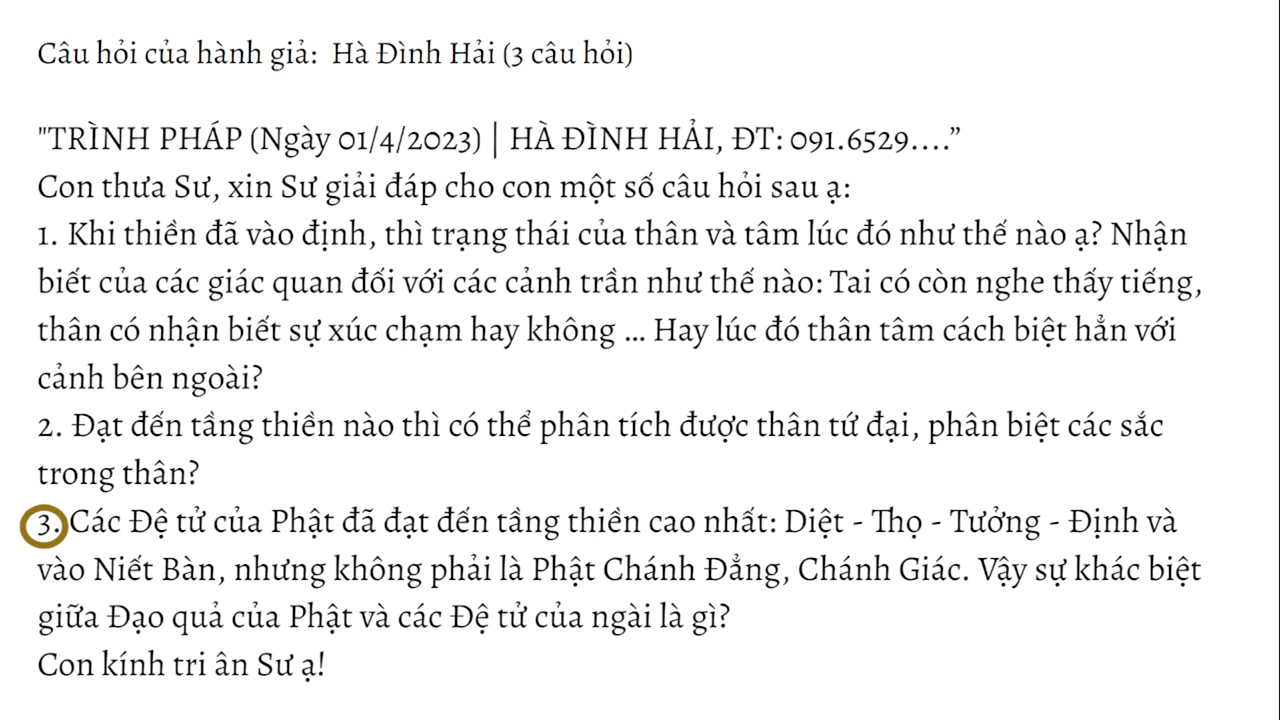 Câu hỏi của hành giả: Hà Đình Hải (3 câu hỏi)
"TRÌNH PHÁP (Ngày 01/4/2023) | HÀ ĐÌNH HẢI, ĐT: 091.6529....”
Con thưa Sư, xin Sư giải đáp cho con một số câu hỏi sau ạ:
1. Khi thiền đã vào định, thì trạng thái của thân và tâm lúc đó như thế nào ạ? Nhận
biết của các giác quan đối với các cảnh trần như thế nào: Tai có còn nghe thấy tiếng,
thân có nhận biết sự xúc chạm hay không ... Hay lúc đó thân tâm cách biệt hẳn với
cảnh bên ngoài?
2. Đạt đến tầng thiền nào thì có thể phân tích được thân tứ đại, phân biệt các sắc
trong thân?
3. Các Đệ tử của Phật đã đạt đến tầng thiền cao nhất: Diệt - Thọ - Tưởng - Định và
vào Niết Bàn, nhưng không phải là Phật Chánh Đẳng, Chánh Giác. Vậy sự khác biệt
giữa Đạo quả của Phật và các Đệ tử của ngài là gì?
Con kính tri ân Sư ạ!